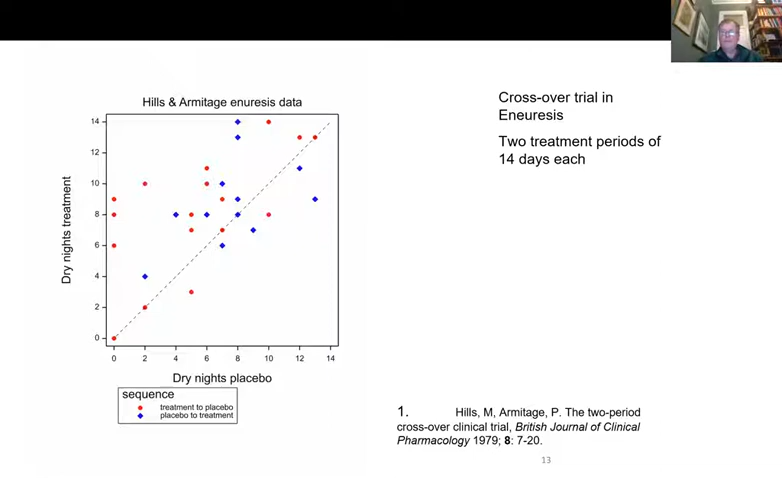 Hills & Armitage enuresis data
14
12
10
8
6
4
2
0
Dry nights treatment
0 2 4 6 8 10 12 14
Dry nights placebo
sequence
treatment to placebo
placebo to treatment
Cross-over trial in
Eneuresis
Two treatment periods of
14 days each
1. Hills, M, Armitage, P. The two-period
cross-over clinical trial, British Journal of Clinical
Pharmacology 1979; 8: 7-20.
13